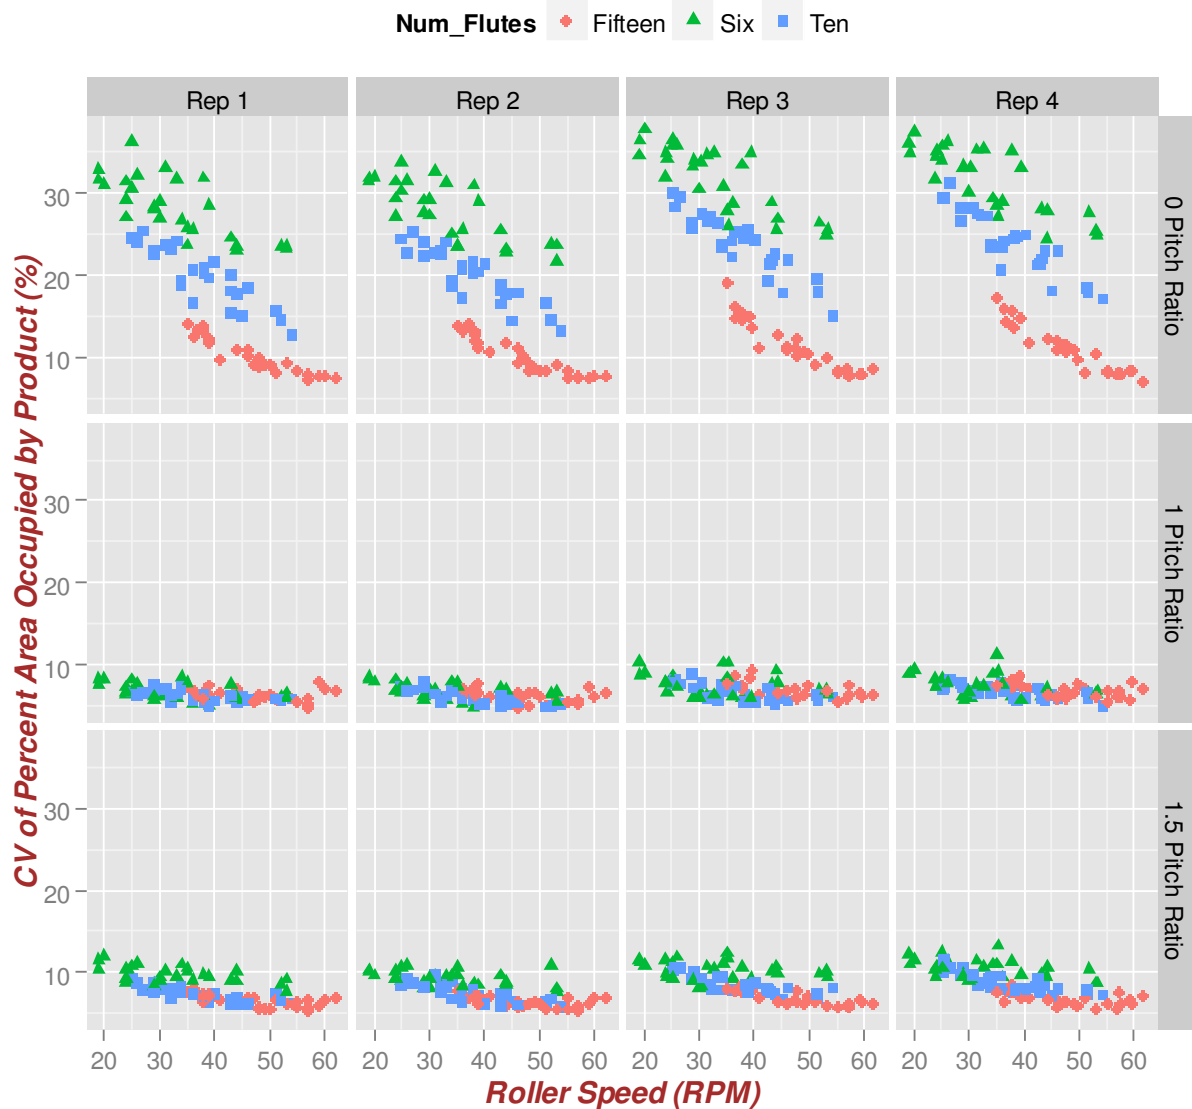 Num_Flutes Fifteen Six Ten
Rep 1 Rep 2 Rep 3 Rep 4
CV of Percent Area Occupied by Product (%)
30
20
10
0 Pitch Ratio
30
20
10
1 Pitch Ratio
30
20
10
1.5 Pitch Ratio
20 30 40 50 60 20 30 40 50 60 20 30 40 50 60 20 30 40 50 60
Roller Speed (RPM)